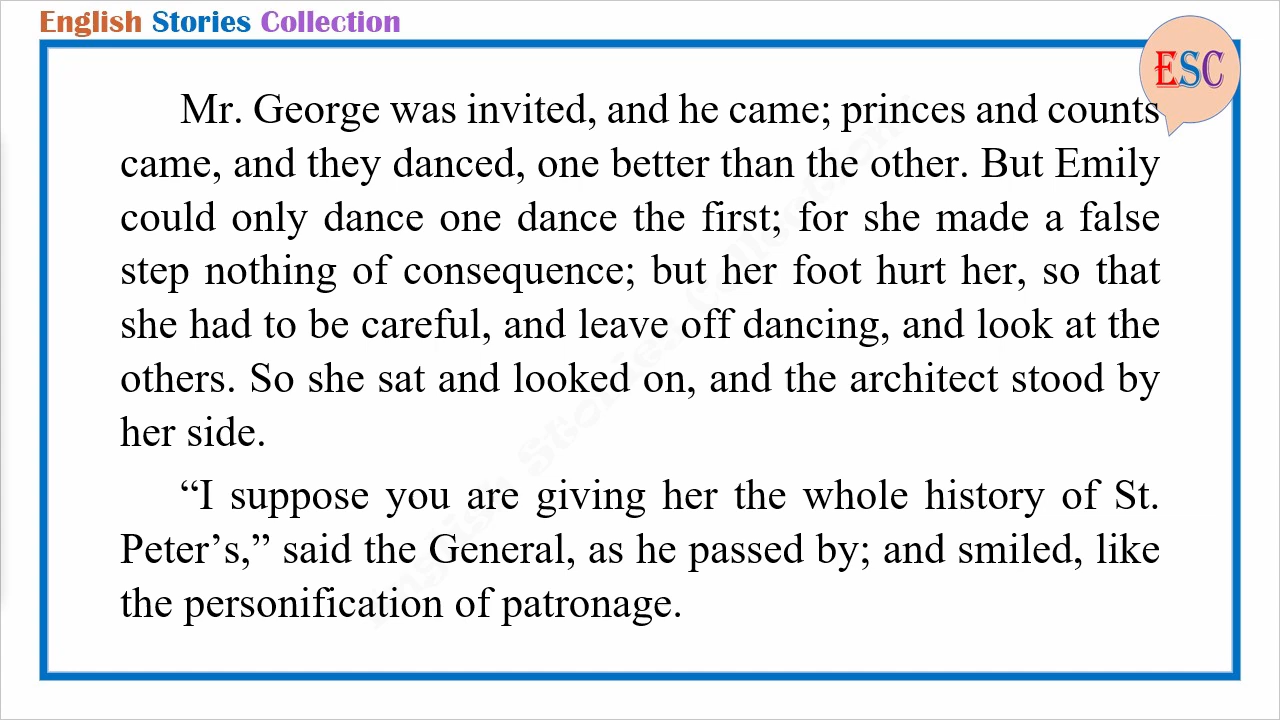 English Stories Collection
ESC
Mr. George was invited, and he came; princes and counts
came, and they danced, one better than the other. But Emily
could only dance one dance the first; for she made a false
step nothing of consequence; but her foot hurt her, so that
she had to be careful, and leave off dancing, and look at the
others. So she sat and looked on, and the architect stood by
her side.
“I suppose you are giving her the whole history of St.
Peter’s,” said the General, as he passed by; and smiled, like
the personification of patronage.
English Stories Collection